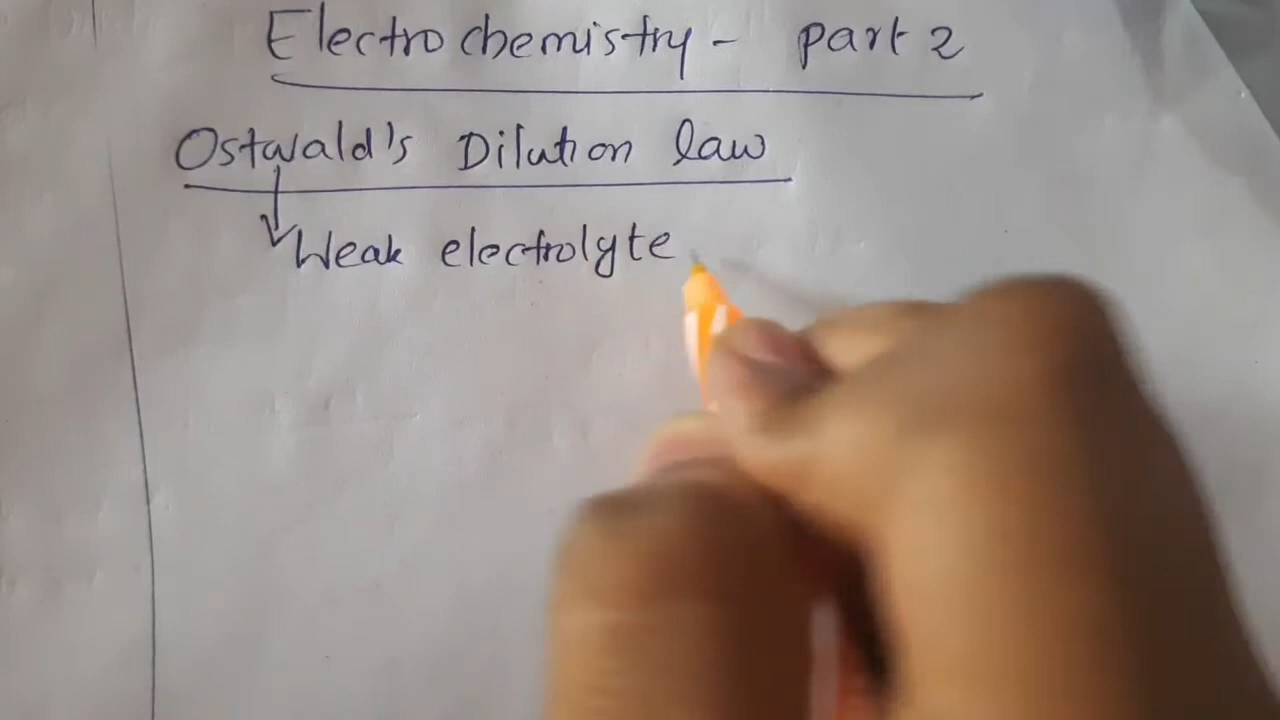 Electrochemistry - part 2
Ostwald's Dilution law
Weak electrolyte